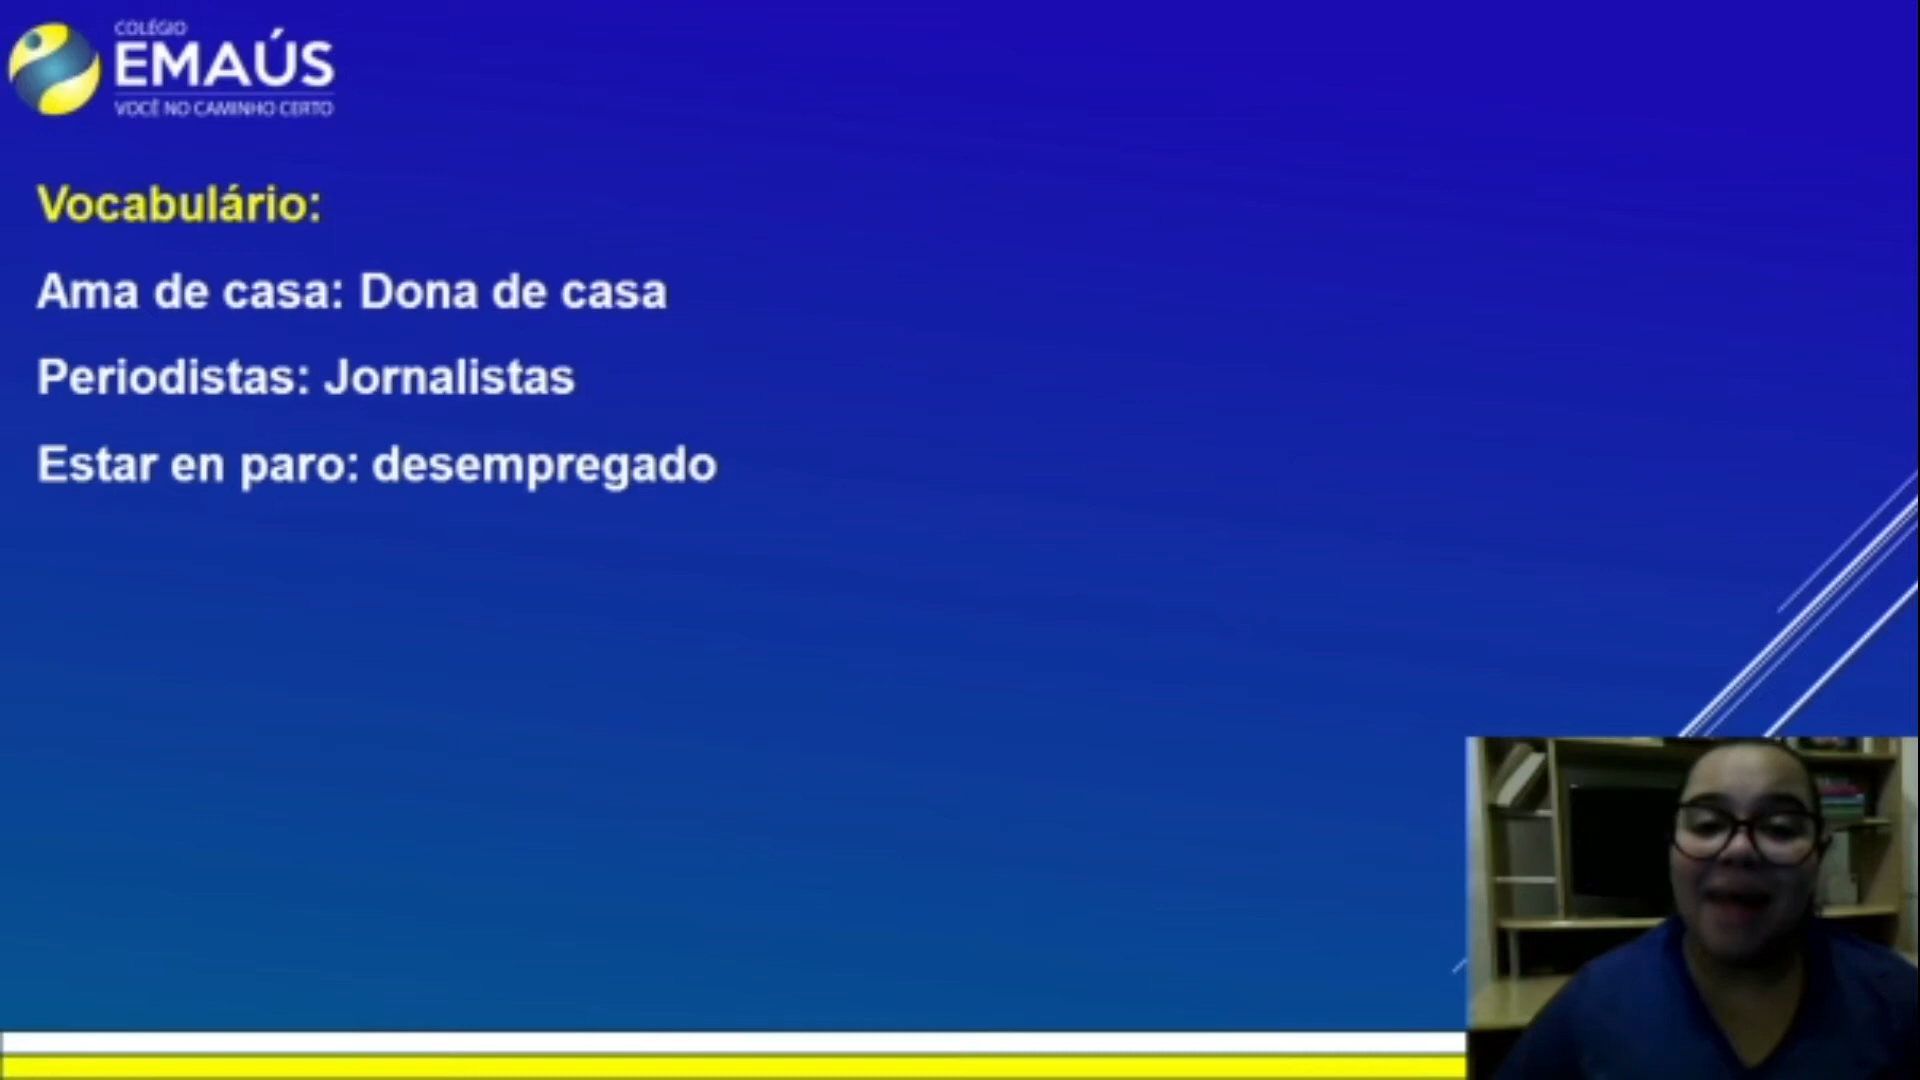 COLÉGIO
EMAÚS
VOCÊ NO CAMINHO CERTO
Vocabulário:
Ama de casa: Dona de casa
Periodistas: Jornalistas
Estar en paro: desempregado